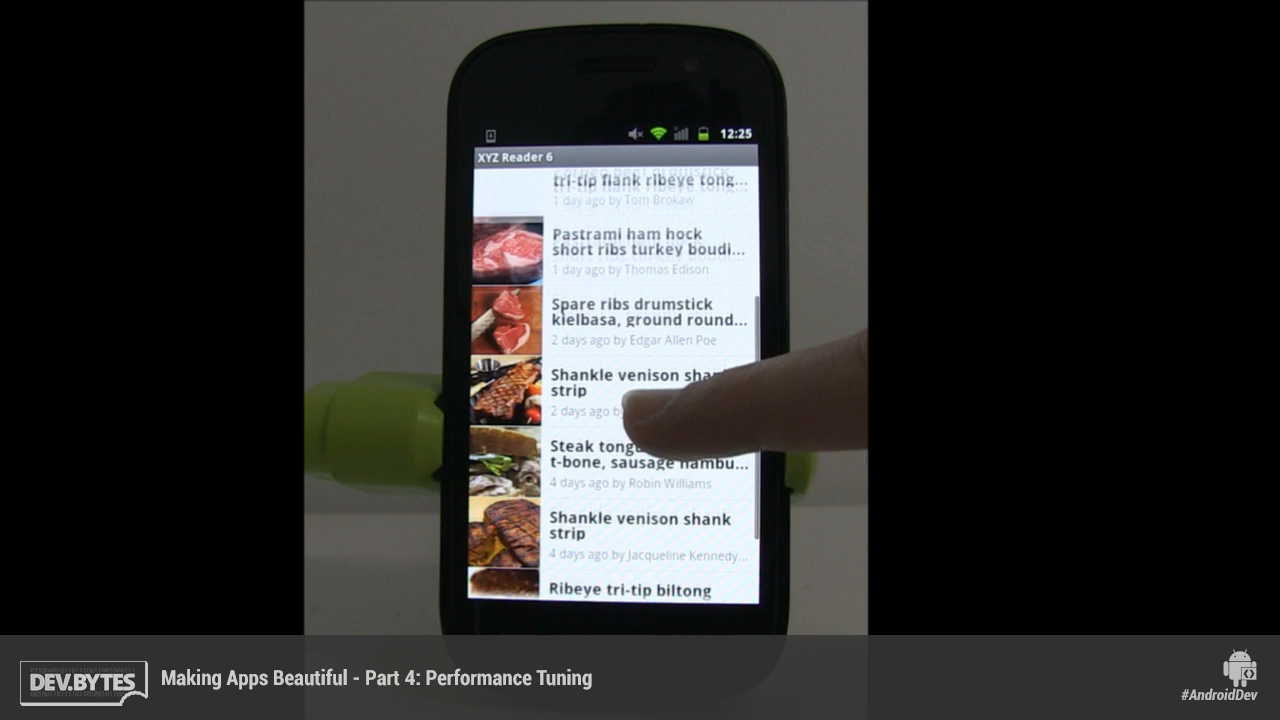 12:25
XYZ Reader 6
tri-tip flank ribeye tong...
1 day ago by Tom Brokaw
Pastrami ham hock
short ribs turkey boudi...
1 day ago by Thomas Edison
Spare ribs drumstick
kielbasa, ground round...
2 days ago by Edgar Allen Poe
Shankle venison
strip
2 days ago
Steak
t-bone, sausage hambu...
4 days ago by Robin Williams
Shankle venison shank
strip
4 days ago by Jacqueline Kennedy...
Ribeye tri-tip biltong
DEV.BYTES
Making Apps Beautiful - Part 4: Performance Tuning
#AndroidDev